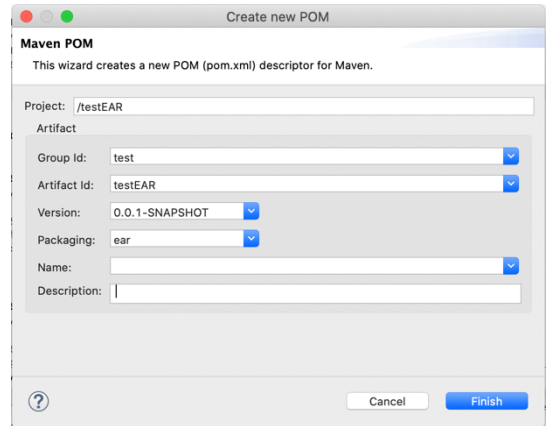 Create new POM
Maven POM
This wizard creates a new POM (pom.xml) descriptor for Maven.
Project: /testEAR
Artifact
Group Id: test
Artifact Id: testEAR
Version: 0.0.1-SNAPSHOT
Packaging: ear
Name:
Description:
? Cancel Finish